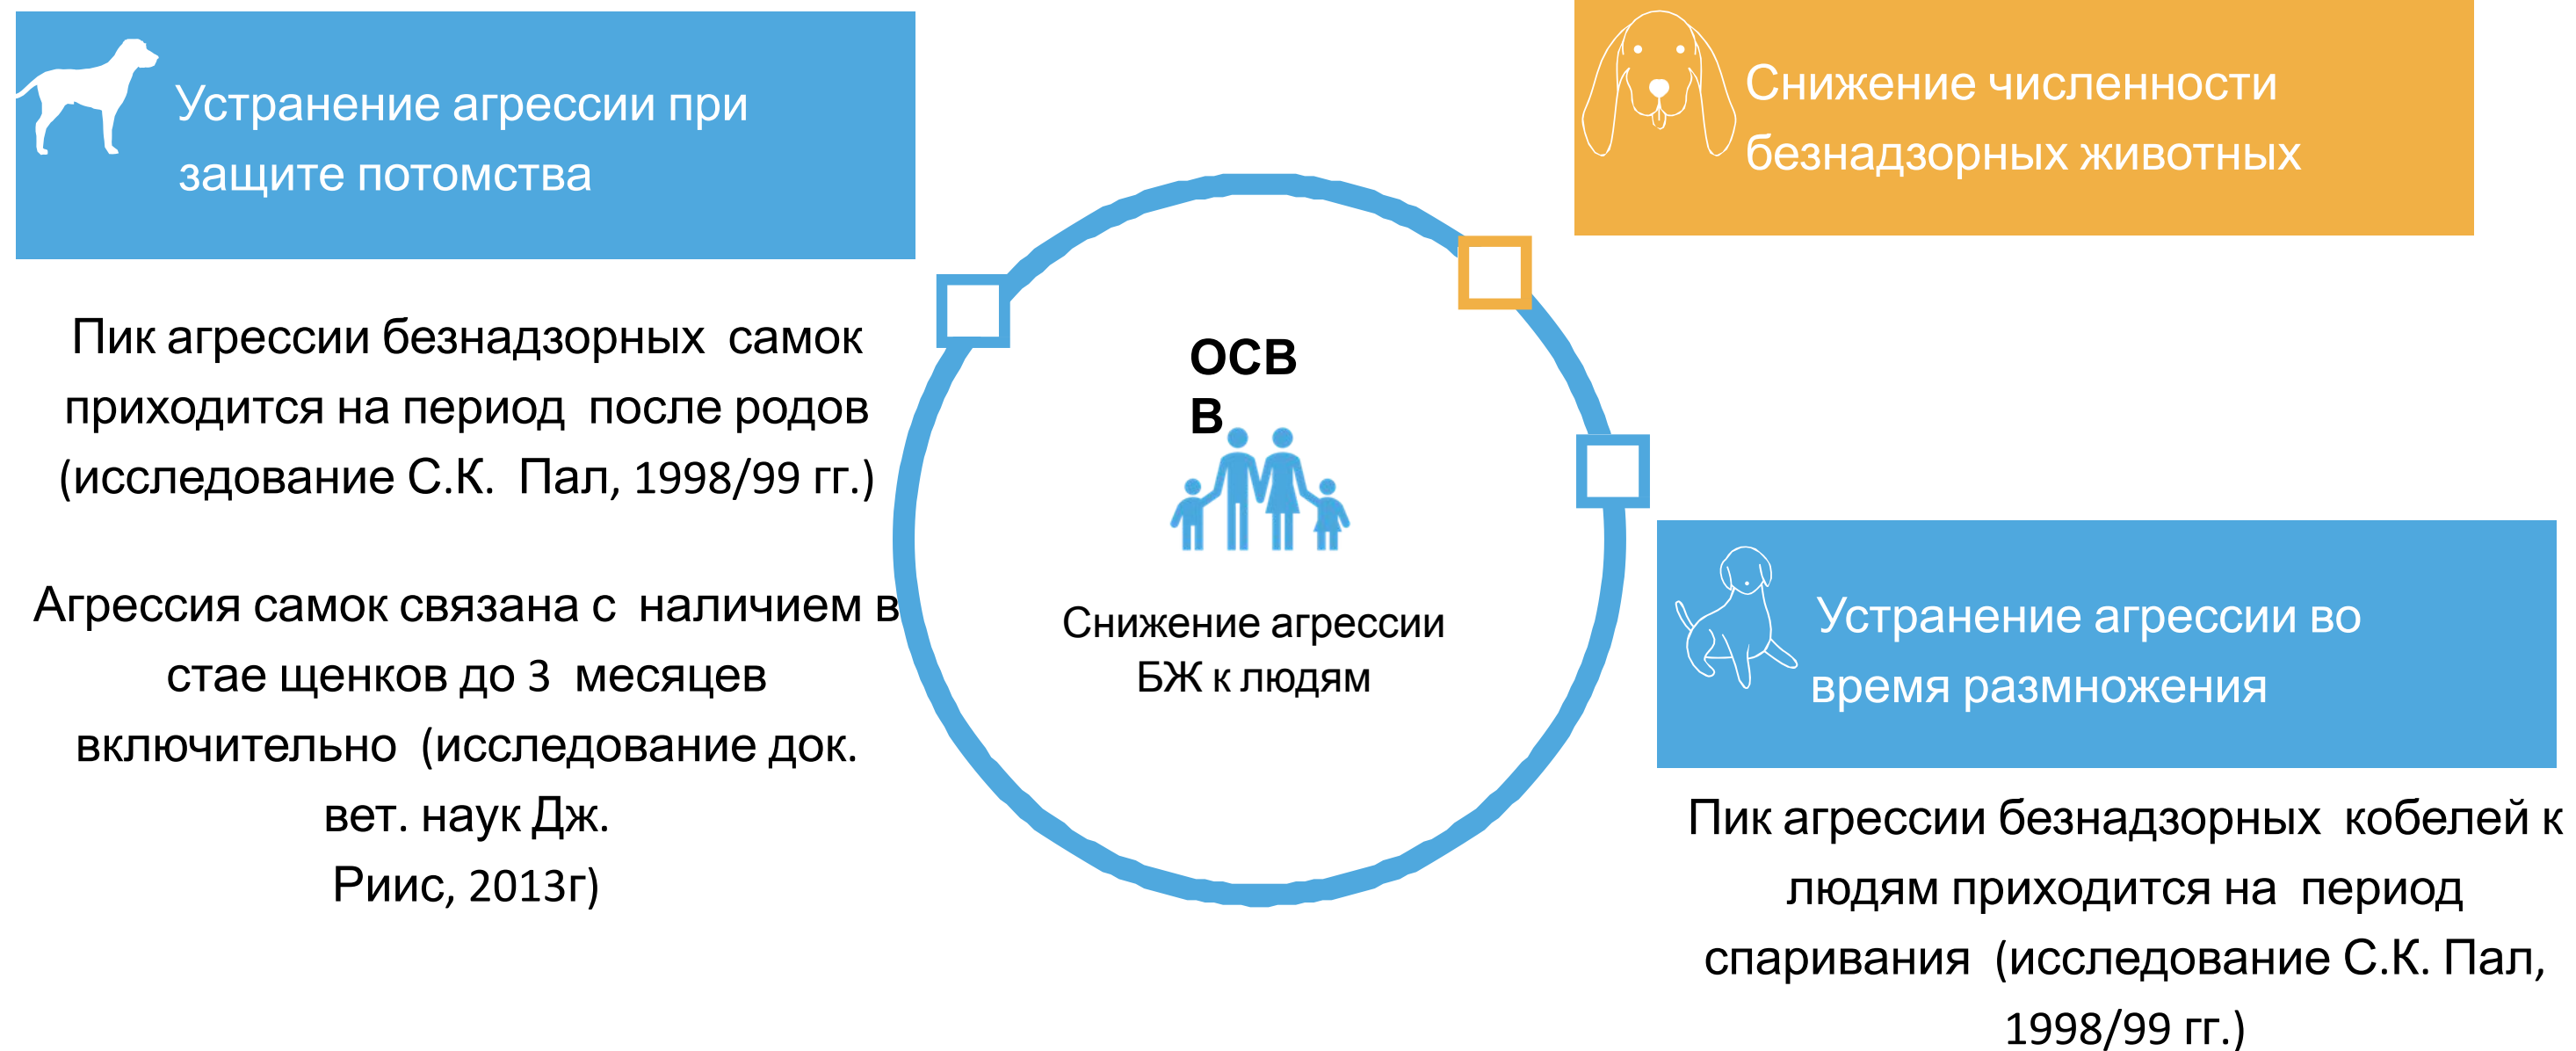 Устранение агрессии при
защите потомства
Пик агрессии безнадзорных самок
приходится на период после родов
(исследование С.К. Пал, 1998/99 гг.)
Агрессия самок связана с наличием в
стае щенков до 3 месяцев
включительно (исследование док.
вет. наук Дж.
Риис, 2013г)
ОСВ
В
Снижение агрессии
БЖ к людям
Снижение численности
безнадзорных животных
Устранение агрессии во
время размножения
Пик агрессии безнадзорных кобелей к
людям приходится на период
спаривания (исследование С.К. Пал,
1998/99 гг.)